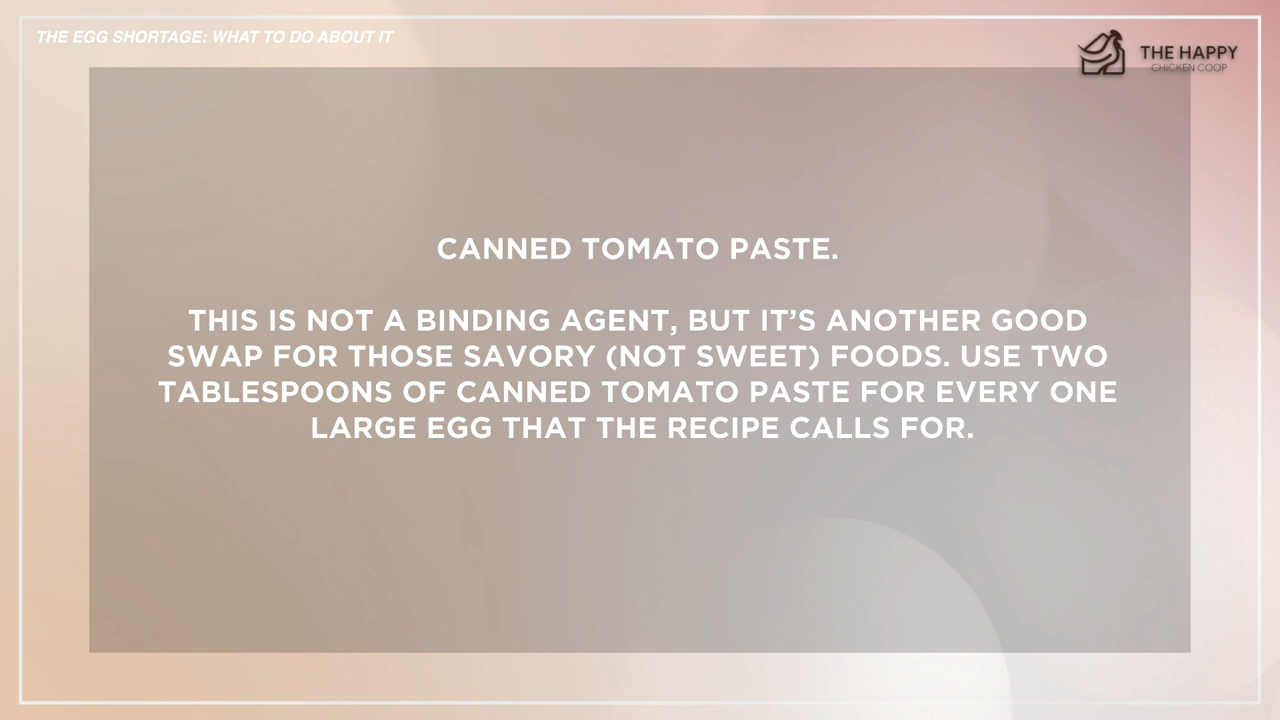 THE EGG SHORTAGE: WHAT TO DO ABOUT IT
THE HAPPY
CHICKEN COOP
CANNED TOMATO PASTE.
THIS IS NOT A BINDING AGENT, BUT IT’S ANOTHER GOOD
SWAP FOR THOSE SAVORY (NOT SWEET) FOODS. USE TWO
TABLESPOONS OF CANNED TOMATO PASTE FOR EVERY ONE
LARGE EGG THAT THE RECIPE CALLS FOR.